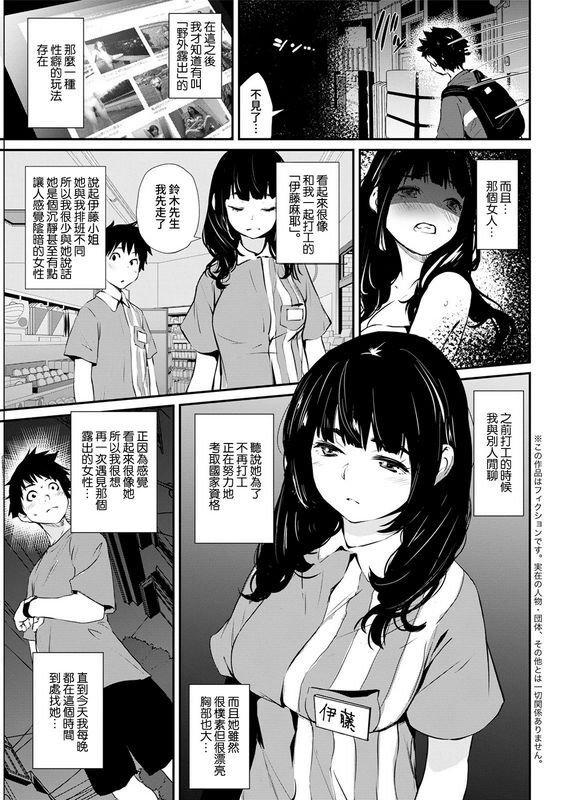 シン…
不見了…
在這之後
我才知道有叫
「野外露出」的
那麼一種
性癖的玩法
存在
而且…
那個女人…
看起來很像
和我一起打工的
「伊藤麻耶」。
鈴木先生
我先走了
說起伊藤小姐
她與我排班不同
所以我很少與她說話
她是個沉靜甚至有點
讓人感覺陰暗的女性
之前打工的時候
我與別人閒聊
聽說她為了
不再打工
正在努力地
考取國家資格
伊藤
而且她雖然
很樸素但很漂亮
胸部也大…
正因為感覺
看起來很像她
所以我很想
再一次遇見那個
露出的女性…
直到今天我每晚
都在這個時間
到處找她…
※この作品はフィクションです。実在の人物・団体、その他とは一切関係ありません。